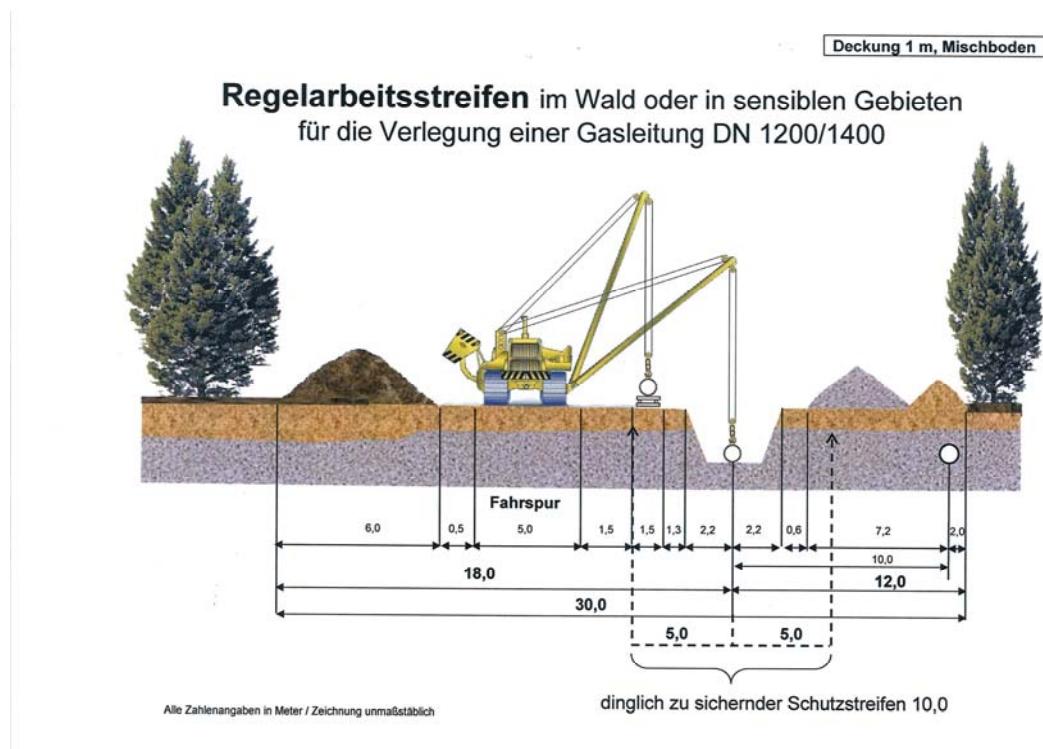 Deckung 1 m, Mischboden
Regelarbeitsstreifen im Wald oder in sensiblen Gebieten
für die Verlegung einer Gasleitung DN 1200/1400
Fahrspur
6,0 0,5 5,0 1,5 1,5 1,3 2,2 2,2 0,6 7,2 2,0
10,0
18,0 12,0
30,0
5,0 5,0
dinglich zu sichernder Schutzstreifen 10,0
Alle Zahlenangaben in Meter / Zeichnung unmaßstäblich